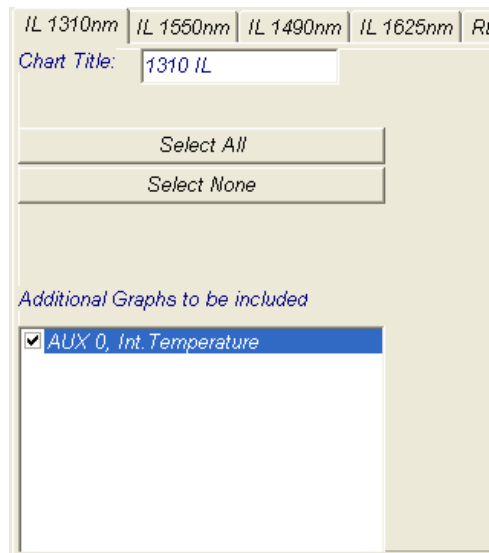 IL 1310nm IL 1550nm IL 1490nm IL 1625nm
Chart Title: 1310 IL
Select All
Select None
Additional Graphs to be included
AUX 0, Int.Temperature